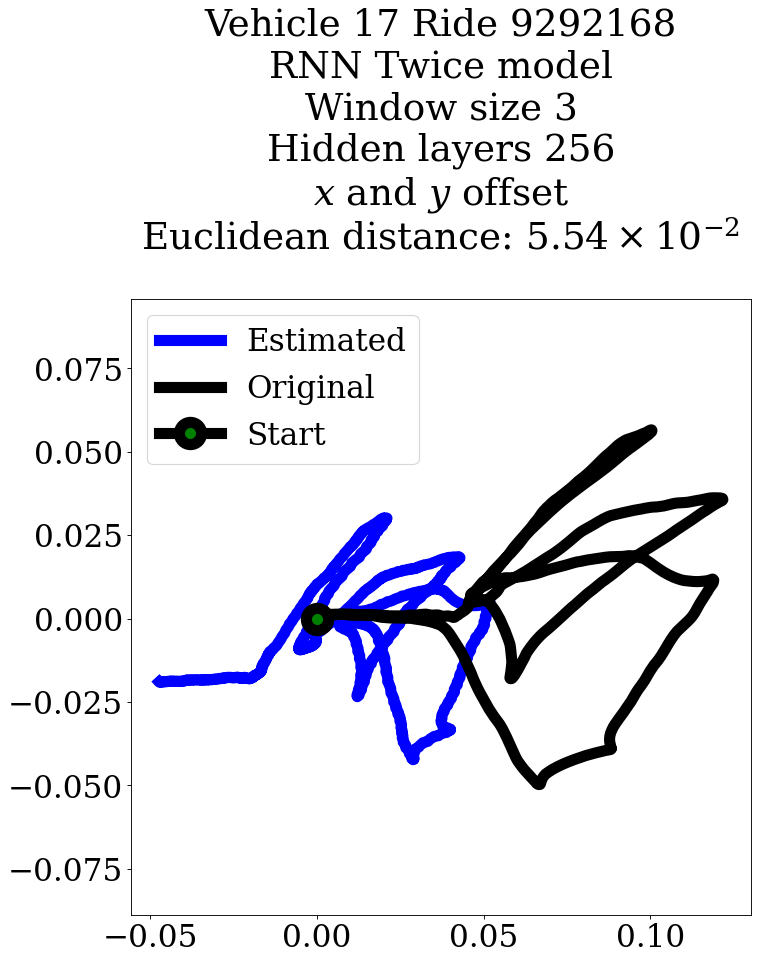 Vehicle 17 Ride 9292168
RNN Twice model
Window size 3
Hidden layers 256
x and y offset
Euclidean distance: 5.54 × 10⁻²
Estimated
Original
Start
0.075
0.050
0.025
0.000
−0.025
−0.050
−0.075
−0.05 0.00 0.05 0.10